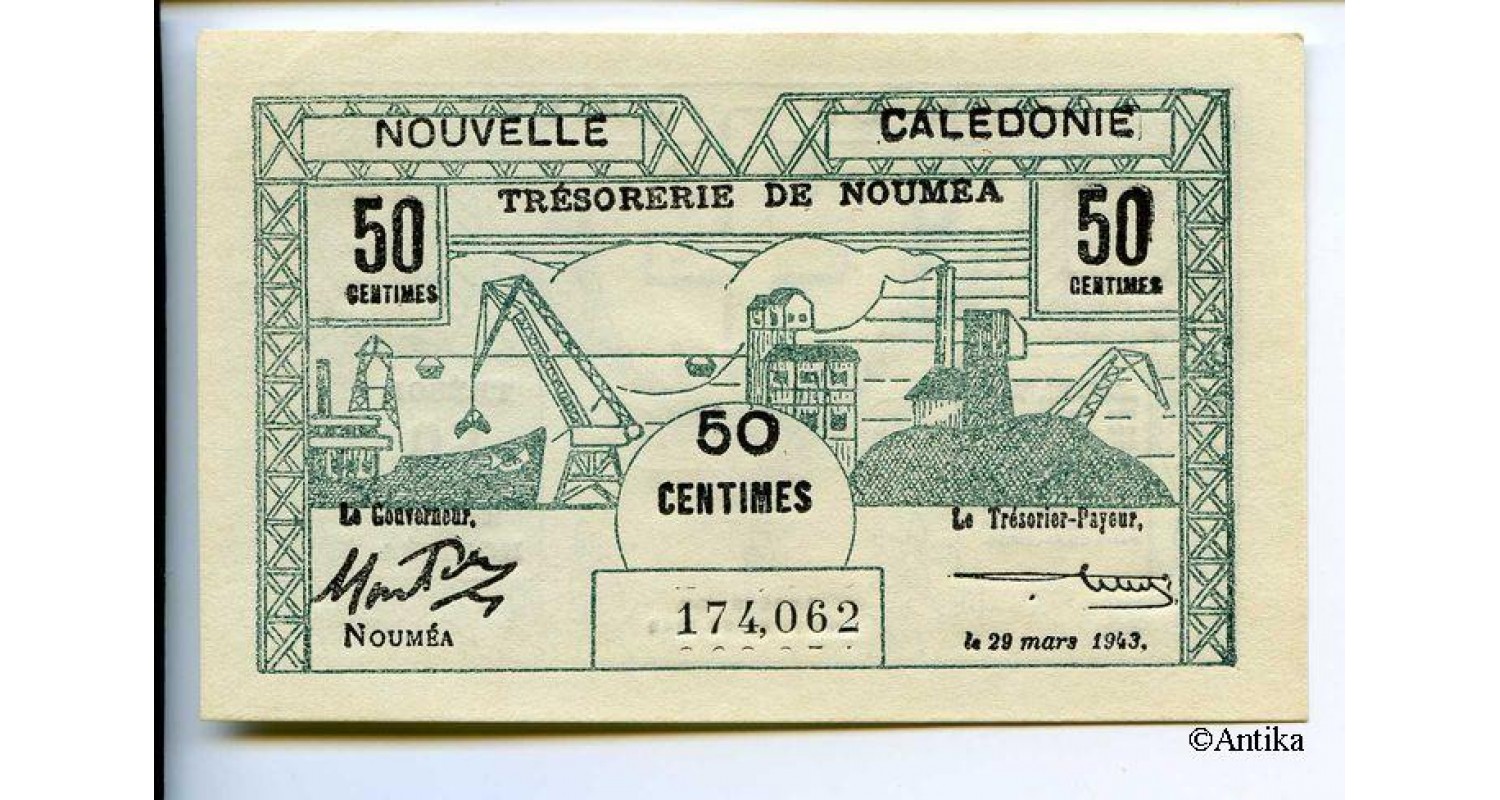 NOUVELLE CALEDONIE
TRÉSORERIE DE NOUMEA
50 50
CENTIMES CENTIMES
50
CENTIMES
Le Gouverneur, Le Trésorier-Payeur,
174,062
NOUMÉA le 29 mars 1943.
©Antika